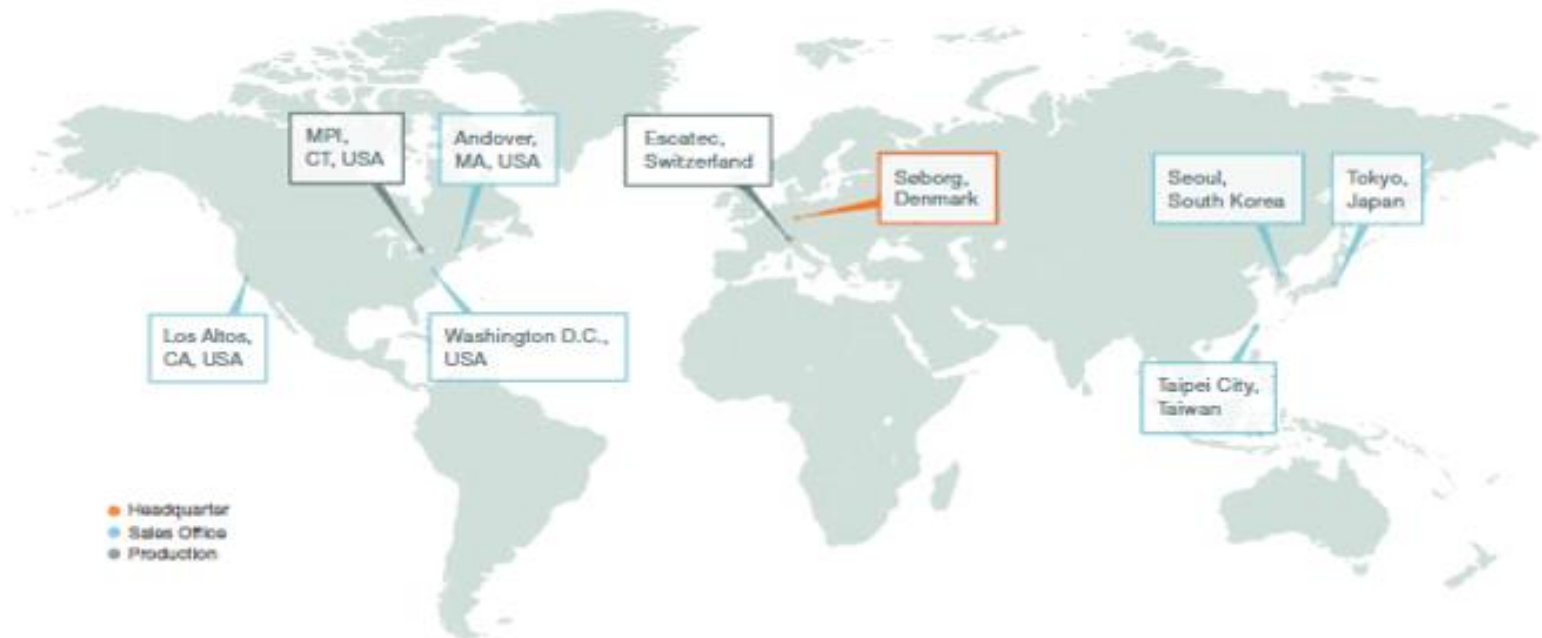 MPI,
CT, USA
Andover,
MA, USA
Escatec,
Switzerland
Søborg,
Denmark
Seoul,
South Korea
Tokyo,
Japan
Los Altos,
CA, USA
Washington D.C.,
USA
Taipei City,
Taiwan
Headquarter
Sales Office
Production